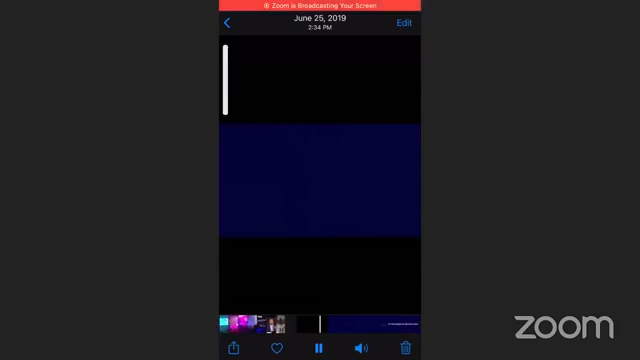 Zoom is Broadcasting Your Screen
June 25, 2019
Edit
2:34 PM
zoom